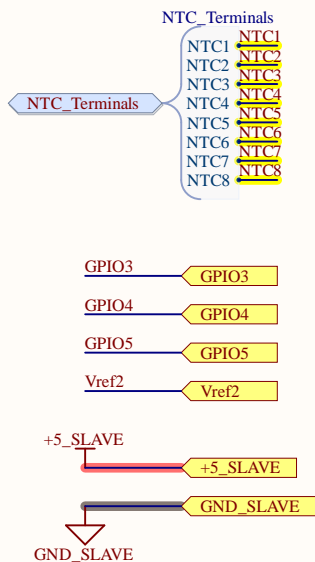 NTC_Terminals
NTC_Terminals
NTC1 NTC1
NTC2 NTC2
NTC3 NTC3
NTC4 NTC4
NTC5 NTC5
NTC6 NTC6
NTC7 NTC7
NTC8 NTC8
GPIO3 GPIO3
GPIO4 GPIO4
GPIO5 GPIO5
Vref2 Vref2
+5_SLAVE
+5_SLAVE
GND_SLAVE
GND_SLAVE